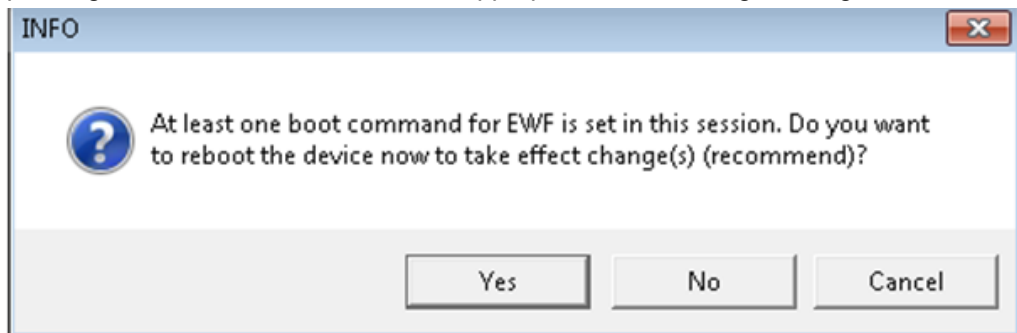 INFO
At least one boot command for EWF is set in this session. Do you want
to reboot the device now to take effect change(s) (recommend)?
Yes
No
Cancel